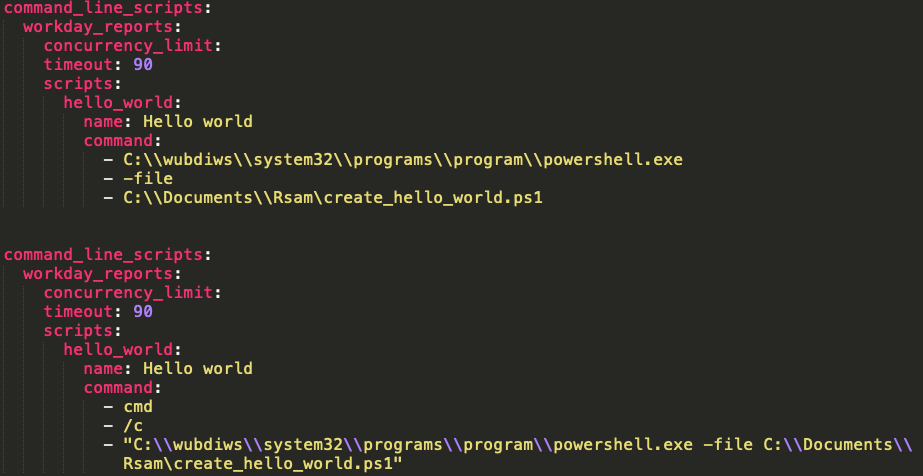 command_line_scripts:
workday_reports:
concurrency_limit:
timeout: 90
scripts:
hello_world:
name: Hello world
command:
- C:\\wubdiws\\system32\\programs\\program\\powershell.exe
- -file
- C:\\Documents\\Rsam\create_hello_world.ps1
command_line_scripts:
workday_reports:
concurrency_limit:
timeout: 90
scripts:
hello_world:
name: Hello world
command:
- cmd
- /c
- "C:\\wubdiws\\system32\\programs\\program\\powershell.exe -file C:\\Documents\\
Rsam\create_hello_world.ps1"